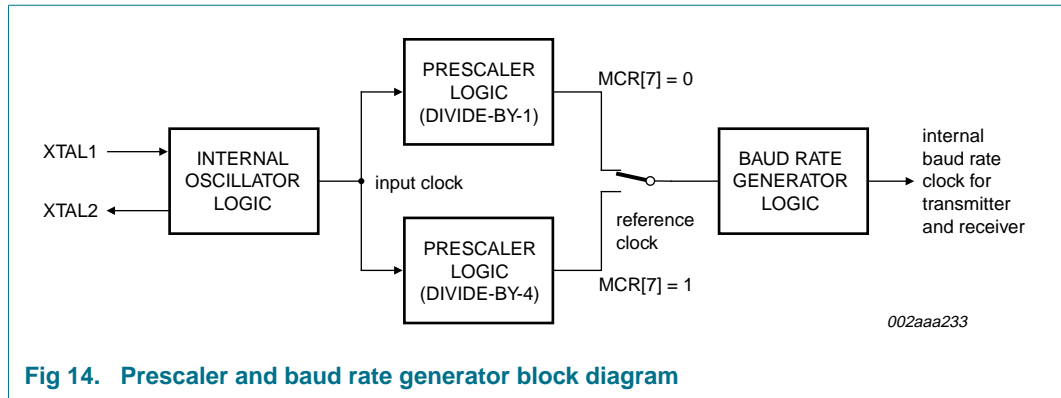 XTAL1
XTAL2
INTERNAL
OSCILLATOR
LOGIC
input clock
PRESCALER
LOGIC
(DIVIDE-BY-1)
MCR[7] = 0
PRESCALER
LOGIC
(DIVIDE-BY-4)
MCR[7] = 1
reference
clock
BAUD RATE
GENERATOR
LOGIC
internal
baud rate
clock for
transmitter
and receiver
002aaa233
Fig 14. Prescaler and baud rate generator block diagram